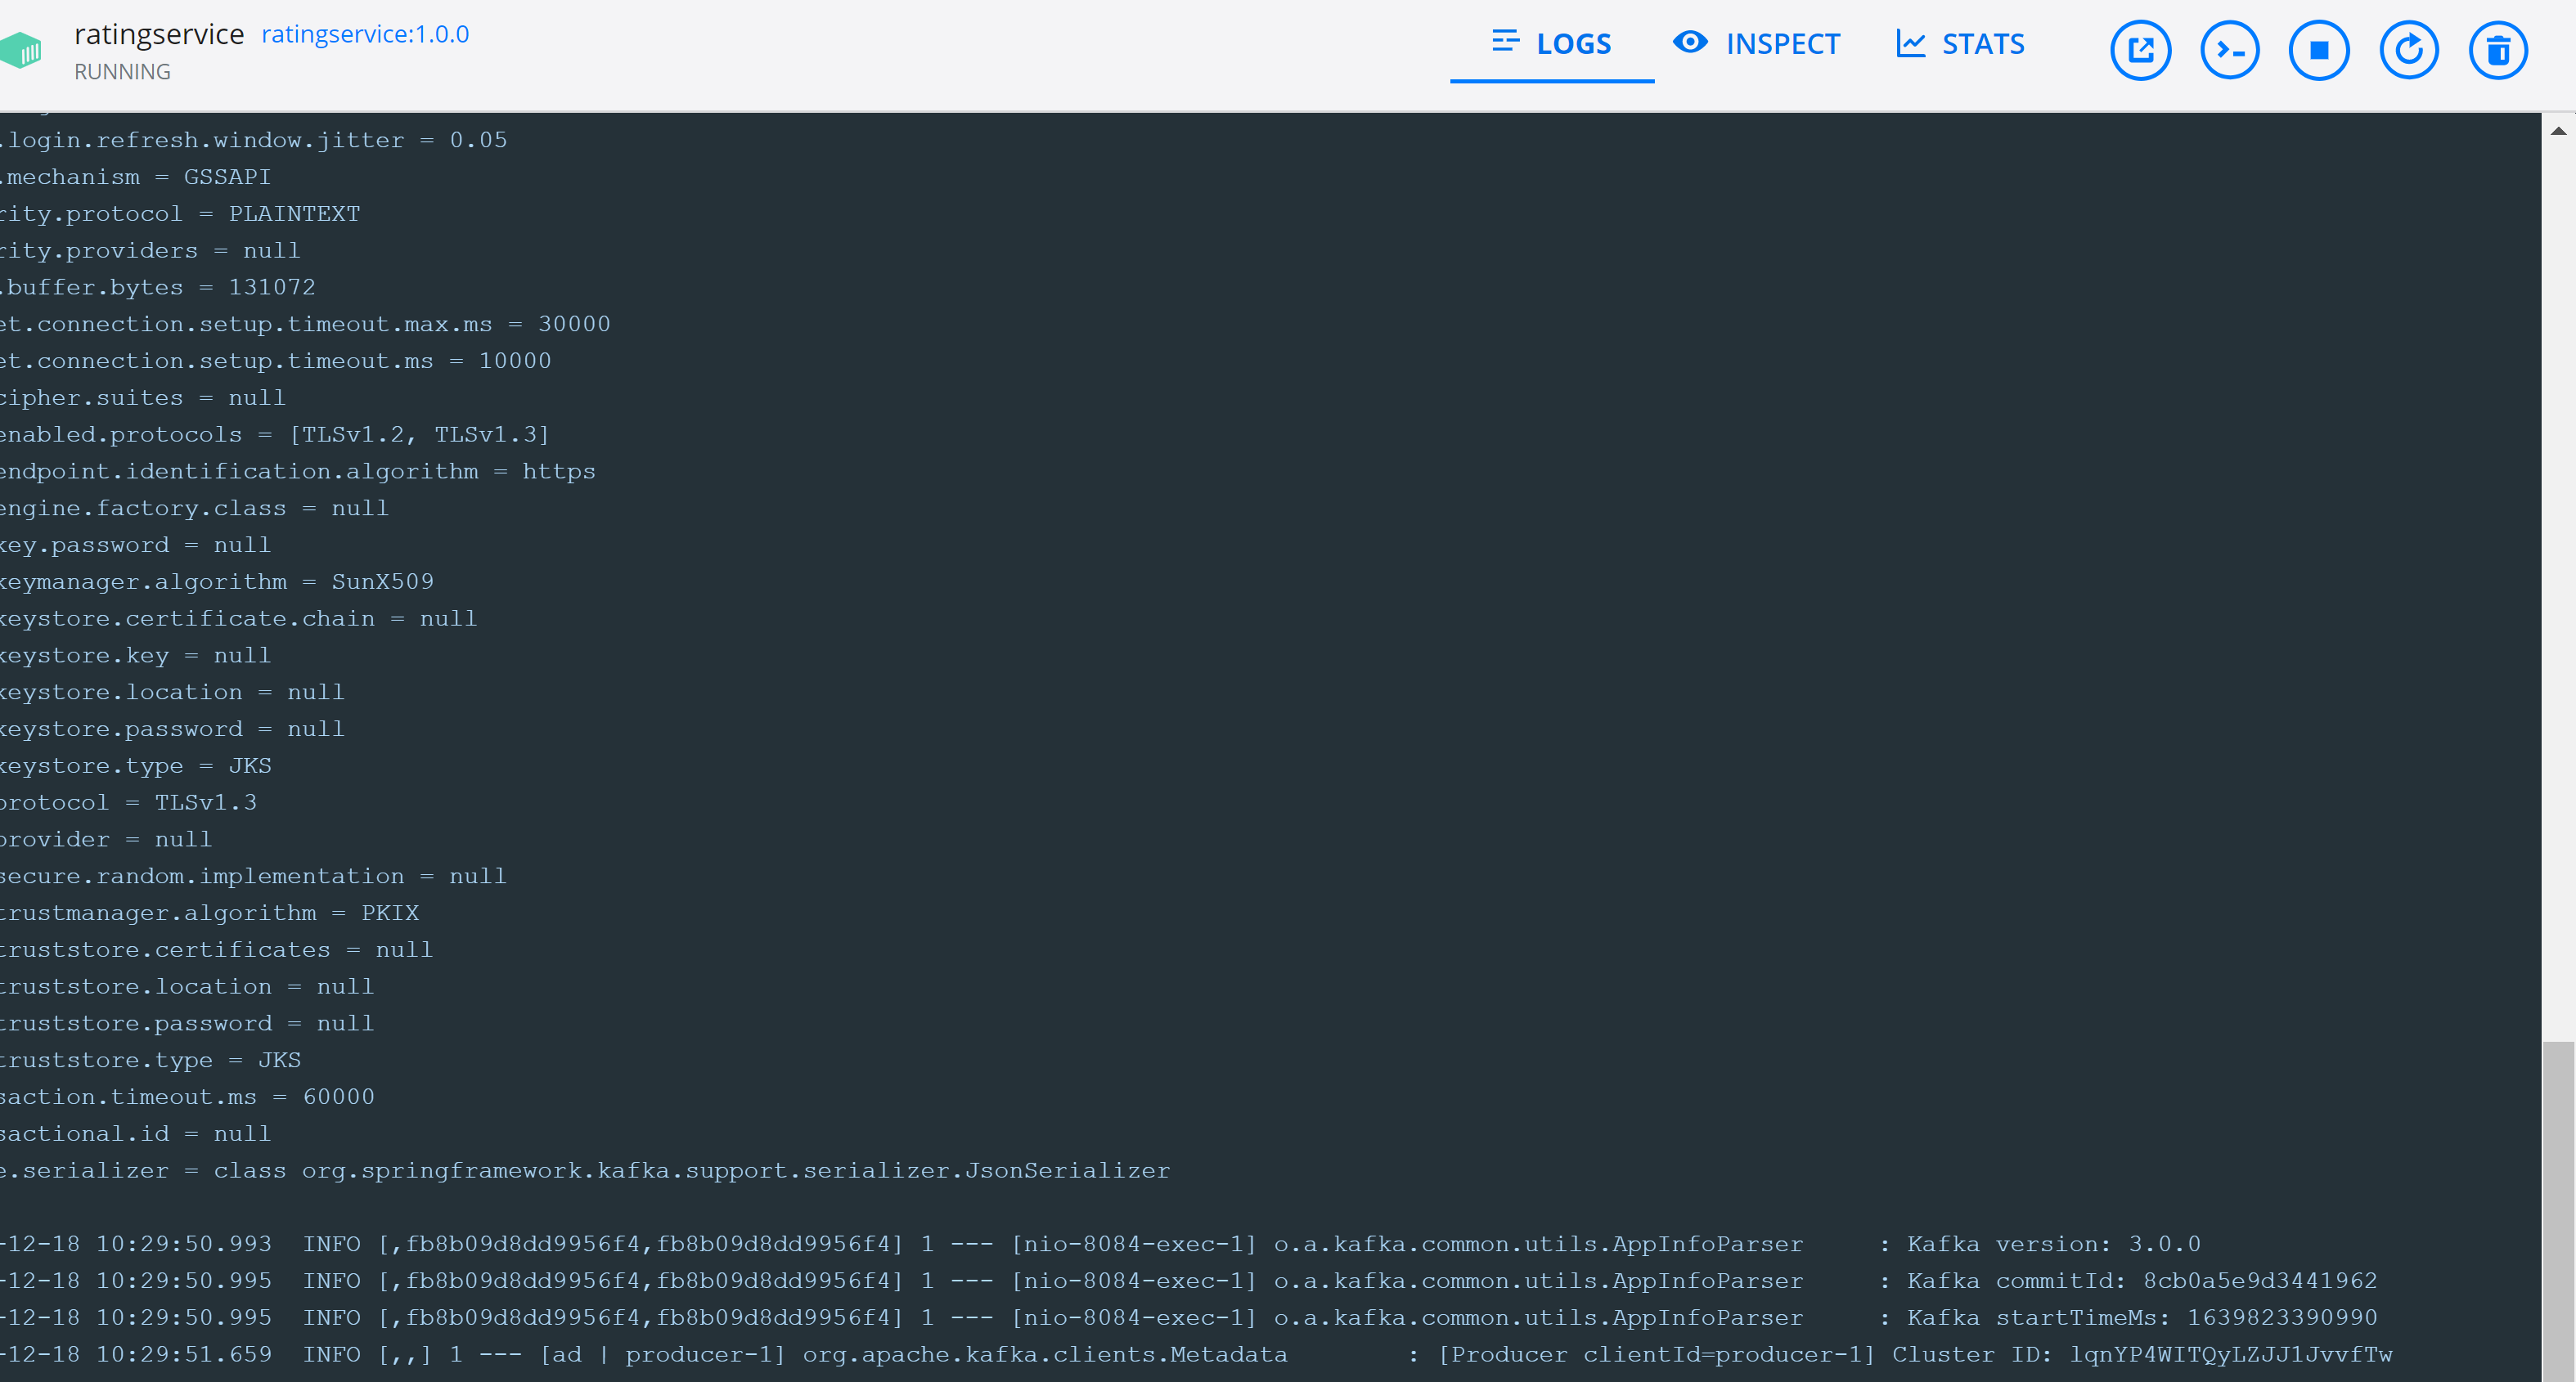 ratingservice ratingservice:1.0.0
RUNNING
LOGS INSPECT STATS
.login.refresh.window.jitter = 0.05
.mechanism = GSSAPI
rity.protocol = PLAINTEXT
rity.providers = null
.buffer.bytes = 131072
et.connection.setup.timeout.max.ms = 30000
et.connection.setup.timeout.ms = 10000
cipher.suites = null
enabled.protocols = [TLSv1.2, TLSv1.3]
endpoint.identification.algorithm = https
engine.factory.class = null
key.password = null
keymanager.algorithm = SunX509
keystore.certificate.chain = null
keystore.key = null
keystore.location = null
keystore.password = null
keystore.type = JKS
protocol = TLSv1.3
provider = null
secure.random.implementation = null
trustmanager.algorithm = PKIX
truststore.certificates = null
truststore.location = null
truststore.password = null
truststore.type = JKS
saction.timeout.ms = 60000
sactional.id = null
e.serializer = class org.springframework.kafka.support.serializer.JsonSerializer
-12-18 10:29:50.993 INFO [,fb8b09d8dd9956f4,fb8b09d8dd9956f4] 1 --- [nio-8084-exec-1] o.a.kafka.common.utils.AppInfoParser : Kafka version: 3.0.0
-12-18 10:29:50.995 INFO [,fb8b09d8dd9956f4,fb8b09d8dd9956f4] 1 --- [nio-8084-exec-1] o.a.kafka.common.utils.AppInfoParser : Kafka commitId: 8cb0a5e9d3441962
-12-18 10:29:50.995 INFO [,fb8b09d8dd9956f4,fb8b09d8dd9956f4] 1 --- [nio-8084-exec-1] o.a.kafka.common.utils.AppInfoParser : Kafka startTimeMs: 1639823390990
-12-18 10:29:51.659 INFO [,,] 1 --- [ad | producer-1] org.apache.kafka.clients.Metadata : [Producer clientId=producer-1] Cluster ID: lqnYP4WITQyLZJJ1JvvfTw